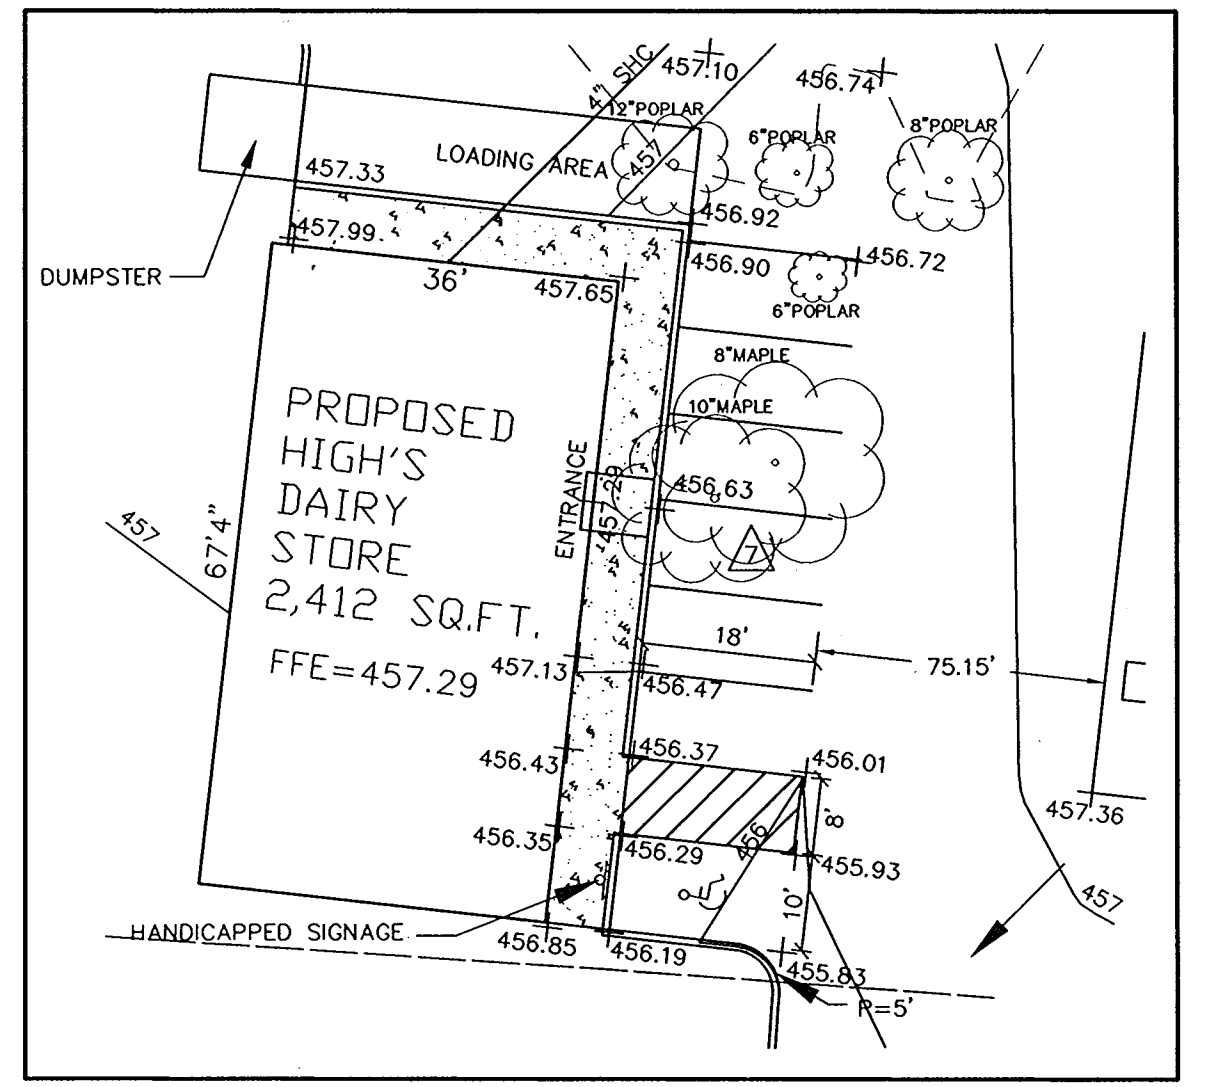 4" SHC
457.10
456.74
12"POPLAR
6"POPLAR
8"POPLAR
LOADING AREA
457
457.33
456.92
457.99
DUMPSTER
36'
457.65
456.90
456.72
6"POPLAR
8"MAPLE
10"MAPLE
PROPOSED
HIGH'S
DAIRY
STORE
2,412 SQ.FT.
FFE=457.29
ENTRANCE
457.29
456.63
7
457
67'4"
18'
75.15'
457.13
456.47
456.37
456.01
456.43
457.36
8'
456
456.35
456.29
455.93
10'
457
HANDICAPPED SIGNAGE
456.85
456.19
455.83
R=5'